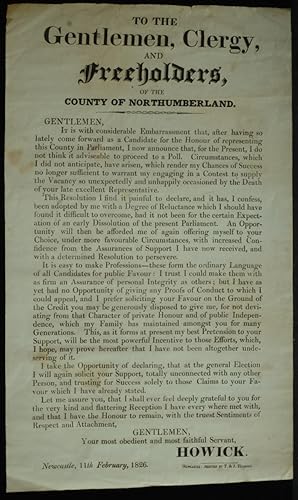 TO THE
Gentlemen, Clergy,
AND
Freeholders,
OF THE
COUNTY OF NORTHUMBERLAND.
GENTLEMEN,
IT is with considerable Embarrassment that, after having so
lately come forward as a Candidate for the Honour of representing
this County in Parliament, I now announce that, for the Present, I do
not think it adviseable to proceed to a Poll. Circumstances, which
I did not anticipate, have arisen, which render my Chances of Success
no longer sufficient to warrant my engaging in a Contest to supply
the Vacancy so unexpectedly and unhappily occasioned by the Death
of your late excellent Representative.
This Resolution I find it painful to declare, and it has, I confess,
been adopted by me with a Degree of Reluctance which I should
have found it difficult to overcome, had it not been for the certain Expect-
ation of an early Dissolution of the present Parliament. An Oppor-
tunity will then be afforded me of again offering myself to your
Choice, under more favourable Circumstances, with increased Con-
fidence from the Assurances of Support I have now received, and
with a determined Resolution to persevere.
It is easy to make Profession—these form the ordinary Language
of all Candidates for public Favour: I trust I could make them with
as firm an Assurance of personal Integrity as others; but I have as
yet had no Opportunity of giving any Proofs of Conduct to which I
could appeal, and I prefer soliciting your Favour on the Ground of
the Credit you may be generously disposed to give me, for not devi-
ating from that Character of private Honour and of public Indepen-
dence, which my Family has maintained amongst you for many
Generations. This, as it forms at present my best Pretension to your
Support, will be the most powerful Incentive to those Efforts, which,
I hope, may prove hereafter that I have not been altogether unde-
serving of it.
I take the Opportunity of declaring, that at the general Election
I will again solicit your Support, totally unconnected with any other
Person, and trusting for Success solely to those Claims to your Fa-
vour which I have already stated.
Let me assure you, that I shall ever feel deeply grateful to you for
the very kind and flattering Reception I have every where met with,
and that I have the Honour to remain, with the truest Sentiments of
Respect and Attachment,
GENTLEMEN,
Your most obedient and most faithful Servant,
HOWICK.
Newcastle, 11th February, 1826.
NEWCASTLE: PRINTED BY T. & J. HODGSON.